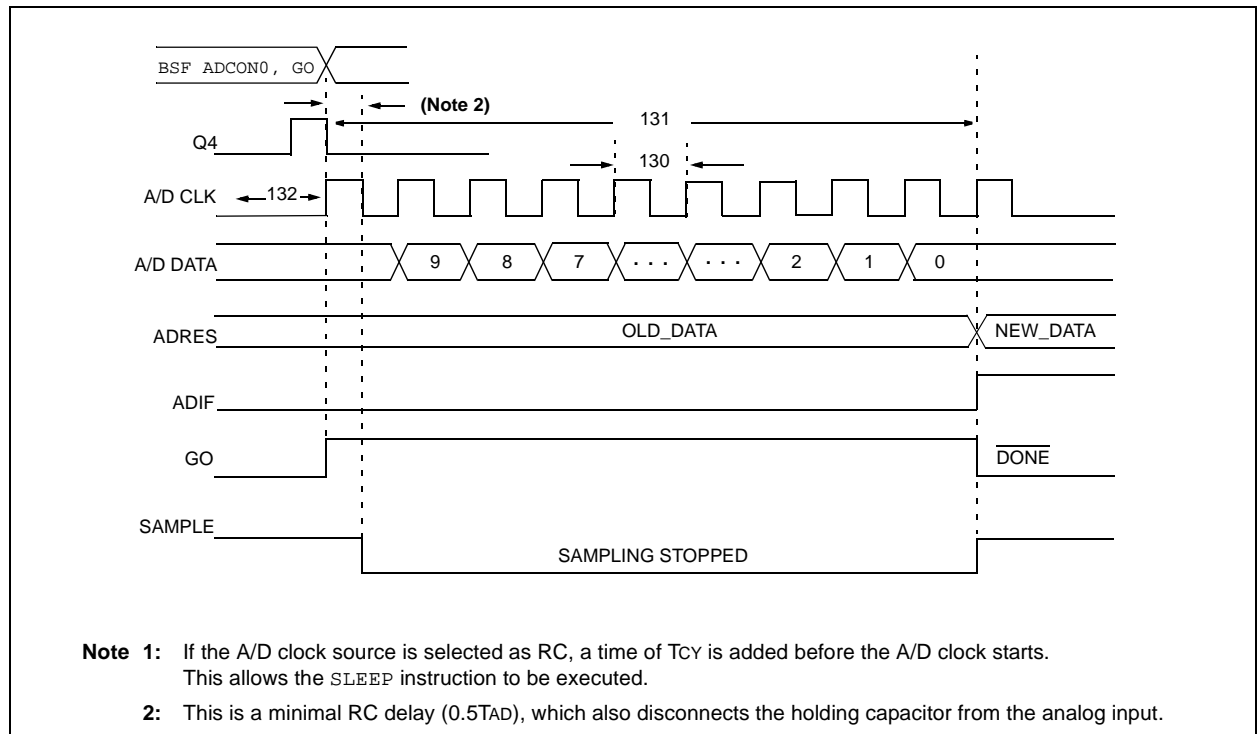 BSF ADCON0, GO
(Note 2)
131
Q4
130
A/D CLK
132
A/D DATA
9 8 7 . . . . . . 2 1 0
ADRES
OLD_DATA
NEW_DATA
ADIF
GO
DONE
SAMPLE
SAMPLING STOPPED
Note 1: If the A/D clock source is selected as RC, a time of TCY is added before the A/D clock starts.
This allows the SLEEP instruction to be executed.
2: This is a minimal RC delay (0.5TAD), which also disconnects the holding capacitor from the analog input.